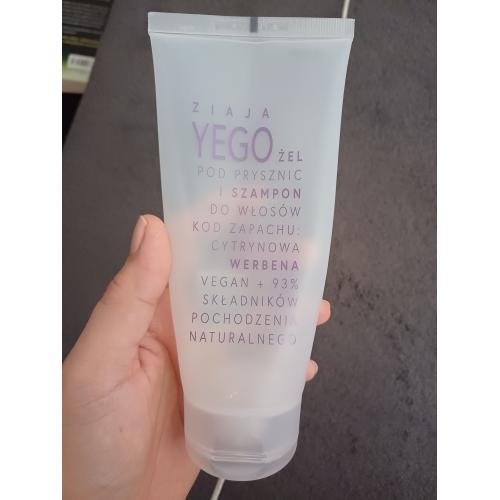 ZIAJA
YEGO ŻEL
POD PRYSZNIC
I SZAMPON
DO WŁOSÓW
KOD ZAPACHU:
CYTRYNOWA
WERBENA
VEGAN + 93%
SKŁADNIKÓW
POCHODZENIA
NATURALNEGO